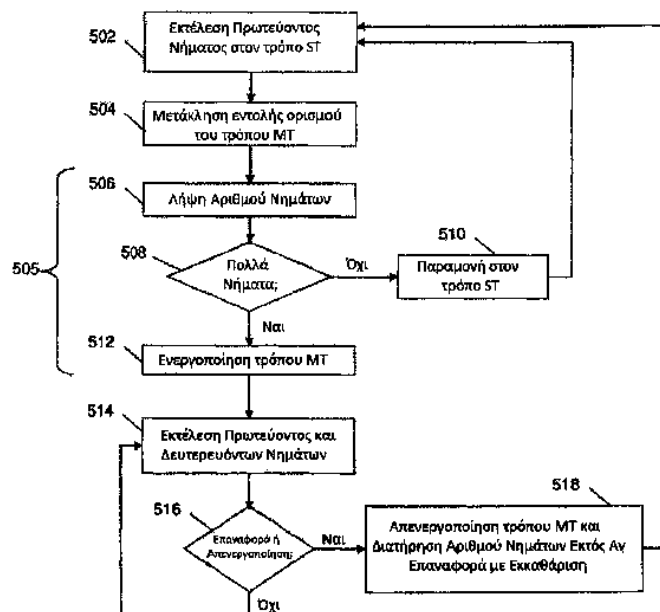 502
Εκτέλεση Πρωτεύοντος
Νήματος στον τρόπο ST
504
Μετάκληση εντολής ορισμού
του τρόπου MT
505
506
Λήψη Αριθμού Νημάτων
508
Πολλά
Νήματα;
Όχι
510
Παραμονή στον
τρόπο ST
Ναι
512
Ενεργοποίηση τρόπου MT
514
Εκτέλεση Πρωτεύοντος και
Δευτερευόντων Νημάτων
516
Επαναφορά ή
Απενεργοποίηση;
Ναι
518
Απενεργοποίηση τρόπου MT και
Διατήρηση Αριθμού Νημάτων Εκτός Αν
Επαναφορά με Εκκαθάριση
Όχι